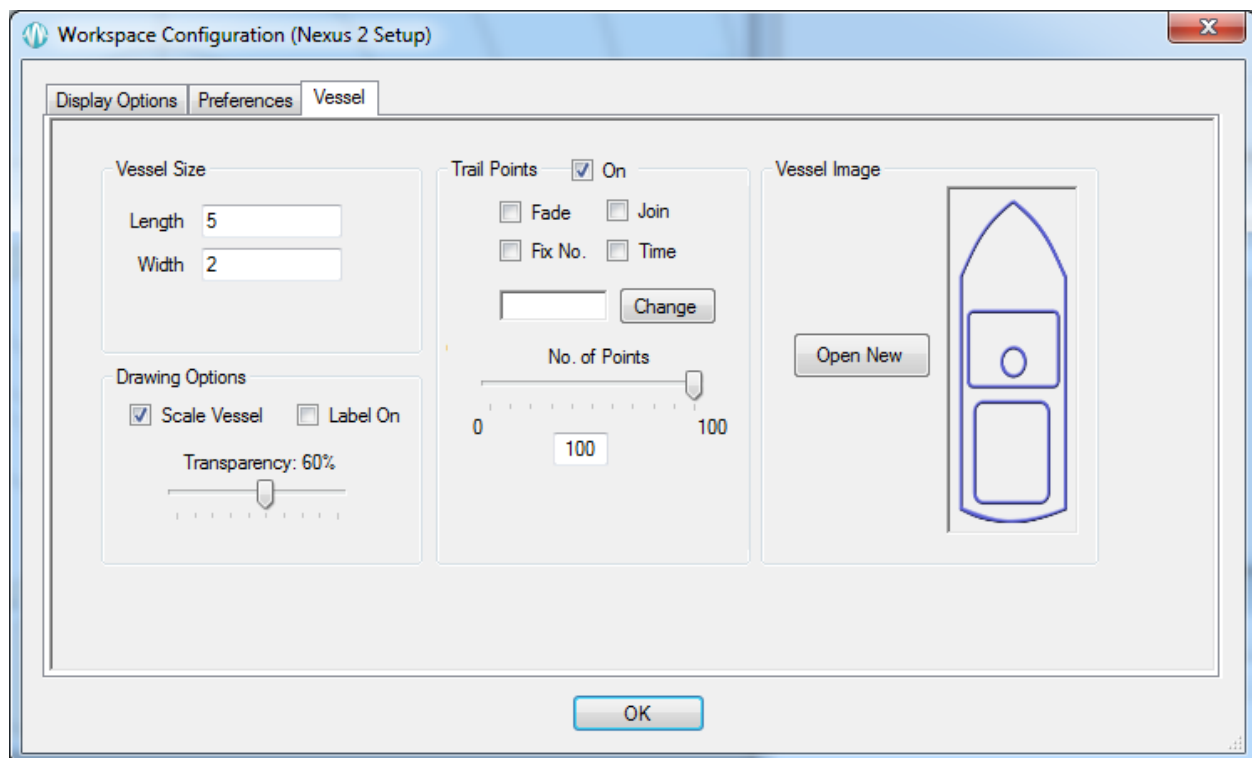 Workspace Configuration (Nexus 2 Setup)
Display Options Preferences Vessel
Vessel Size
Length 5
Width 2
Drawing Options
Scale Vessel Label On
Transparency: 60%
Trail Points On
Fade Join
Fix No. Time
Change
No. of Points
0 100
100
Vessel Image
Open New
OK